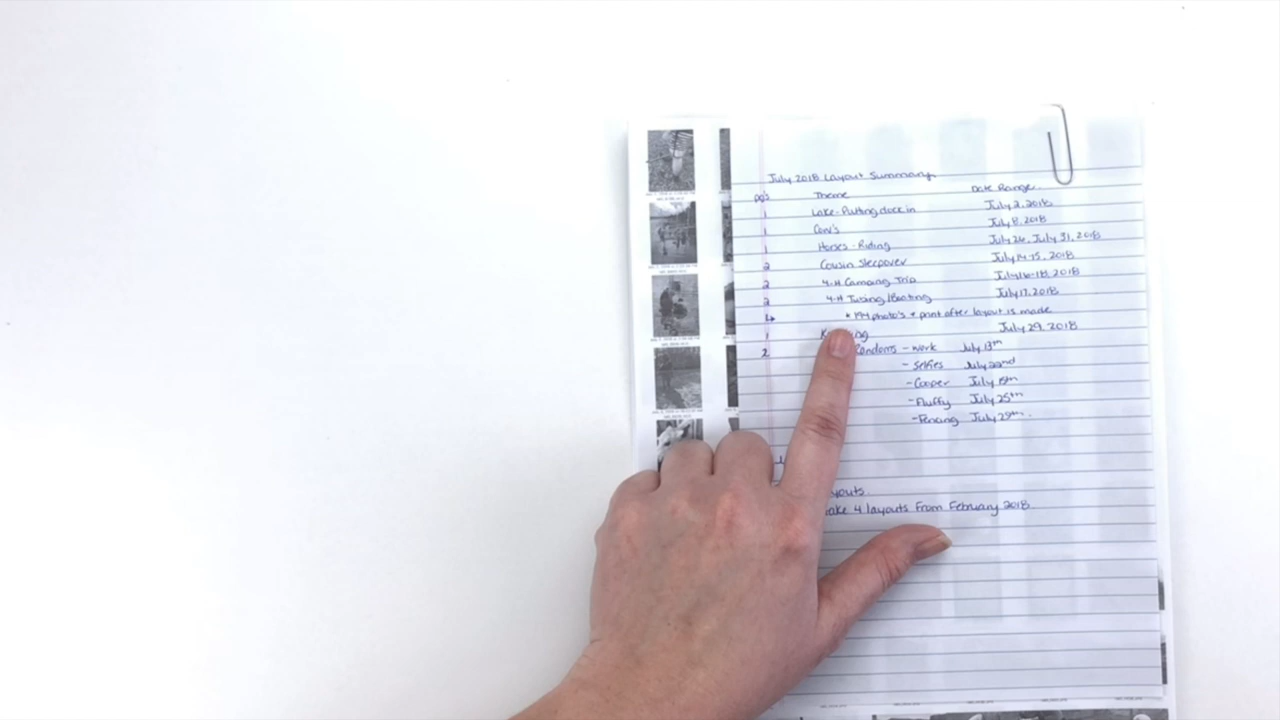 July 2018 Layout Summary
pg's Theme Date Range
1 Lake - Putting dock in July 2, 2018
1 July 8, 2018
1 Horses - Riding July 26, July 31, 2018
2 Cousin Sleepover July 14-15, 2018
2 4-H Camping Trip July 16-18, 2018
2 4-H Tubing/Boating July 17, 2018
* 194 photo's * print after layout is made
1 July 29, 2018
2 Randoms - work July 13th
- Selfies July 22nd
- Cooper July
- Fluffy July 25th
- Fencing July 29th
youts
ake 4 layouts from February 2018